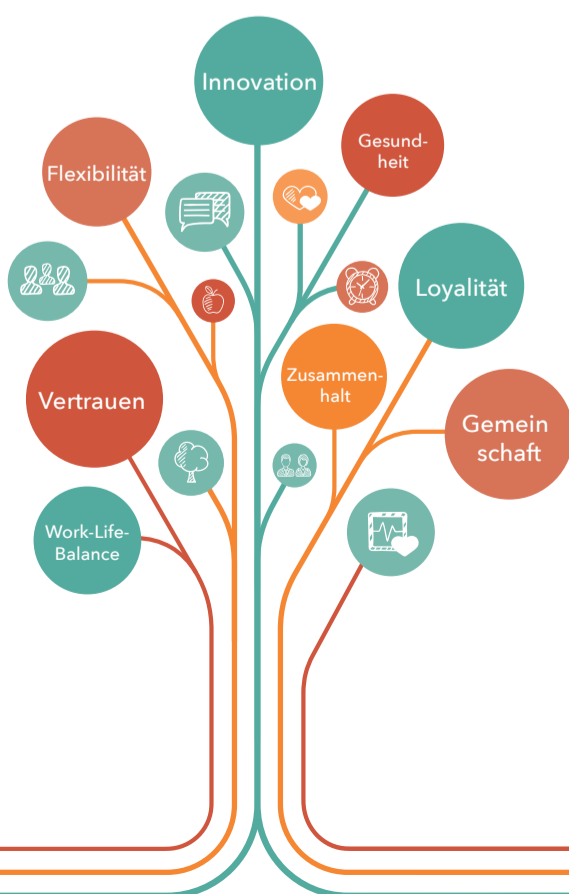 Innovation
Gesund-
heit
Flexibilität
Loyalität
Zusammen-
halt
Vertrauen
Gemein
schaft
Work-Life-
Balance